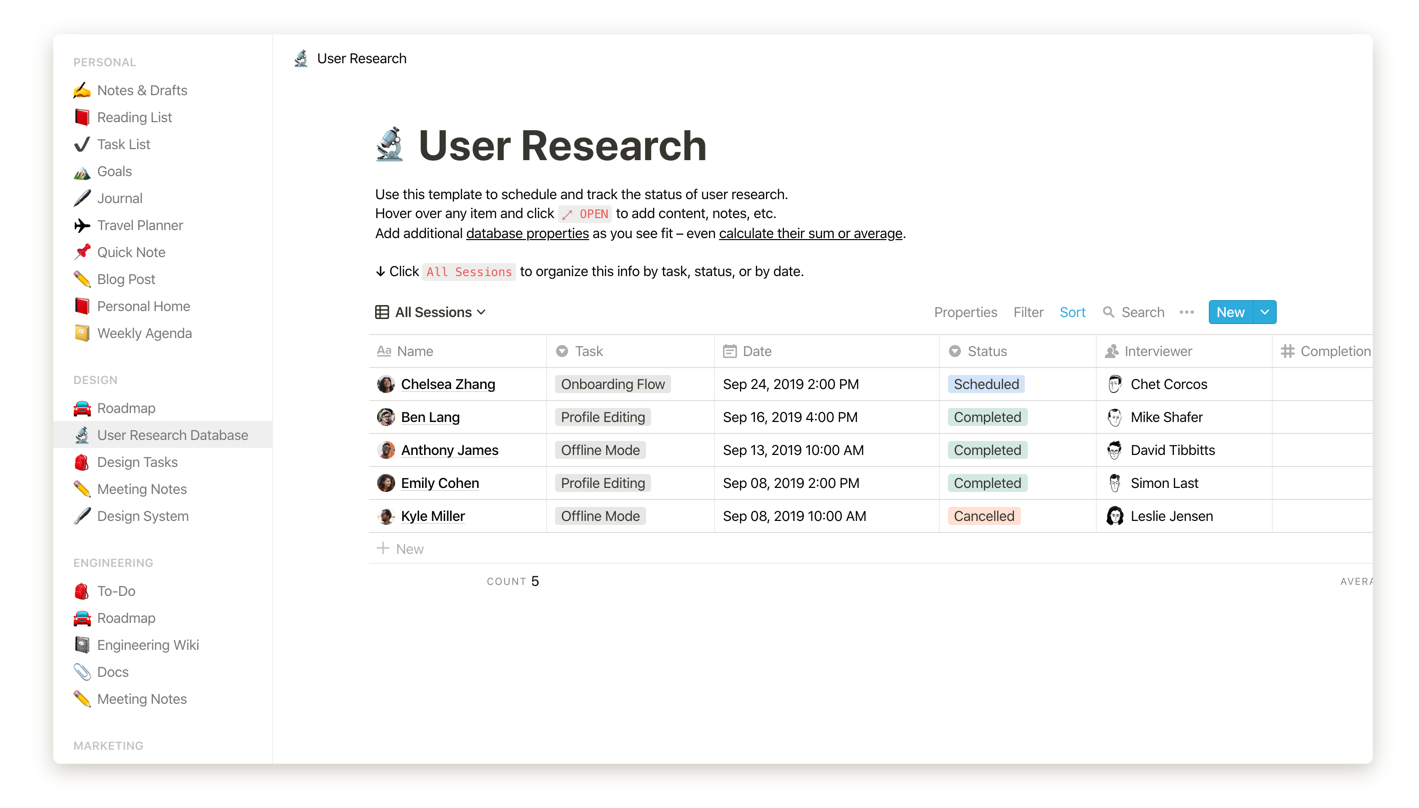 PERSONAL
Notes & Drafts
Reading List
Task List
Goals
Journal
Travel Planner
Quick Note
Blog Post
Personal Home
Weekly Agenda
DESIGN
Roadmap
User Research Database
Design Tasks
Meeting Notes
Design System
ENGINEERING
To-Do
Roadmap
Engineering Wiki
Docs
Meeting Notes
MARKETING
User Research
User Research
Use this template to schedule and track the status of user research.
Hover over any item and click OPEN to add content, notes, etc.
Add additional database properties as you see fit – even calculate their sum or average.
↓ Click All Sessions to organize this info by task, status, or by date.
All Sessions Properties Filter Sort Search ••• New
Aa Name Task Date Status Interviewer # Completion
Chelsea Zhang Onboarding Flow Sep 24, 2019 2:00 PM Scheduled Chet Corcos
Ben Lang Profile Editing Sep 16, 2019 4:00 PM Completed Mike Shafer
Anthony James Offline Mode Sep 13, 2019 10:00 AM Completed David Tibbitts
Emily Cohen Profile Editing Sep 08, 2019 2:00 PM Completed Simon Last
Kyle Miller Offline Mode Sep 08, 2019 10:00 AM Cancelled Leslie Jensen
+ New
COUNT 5 AVERA